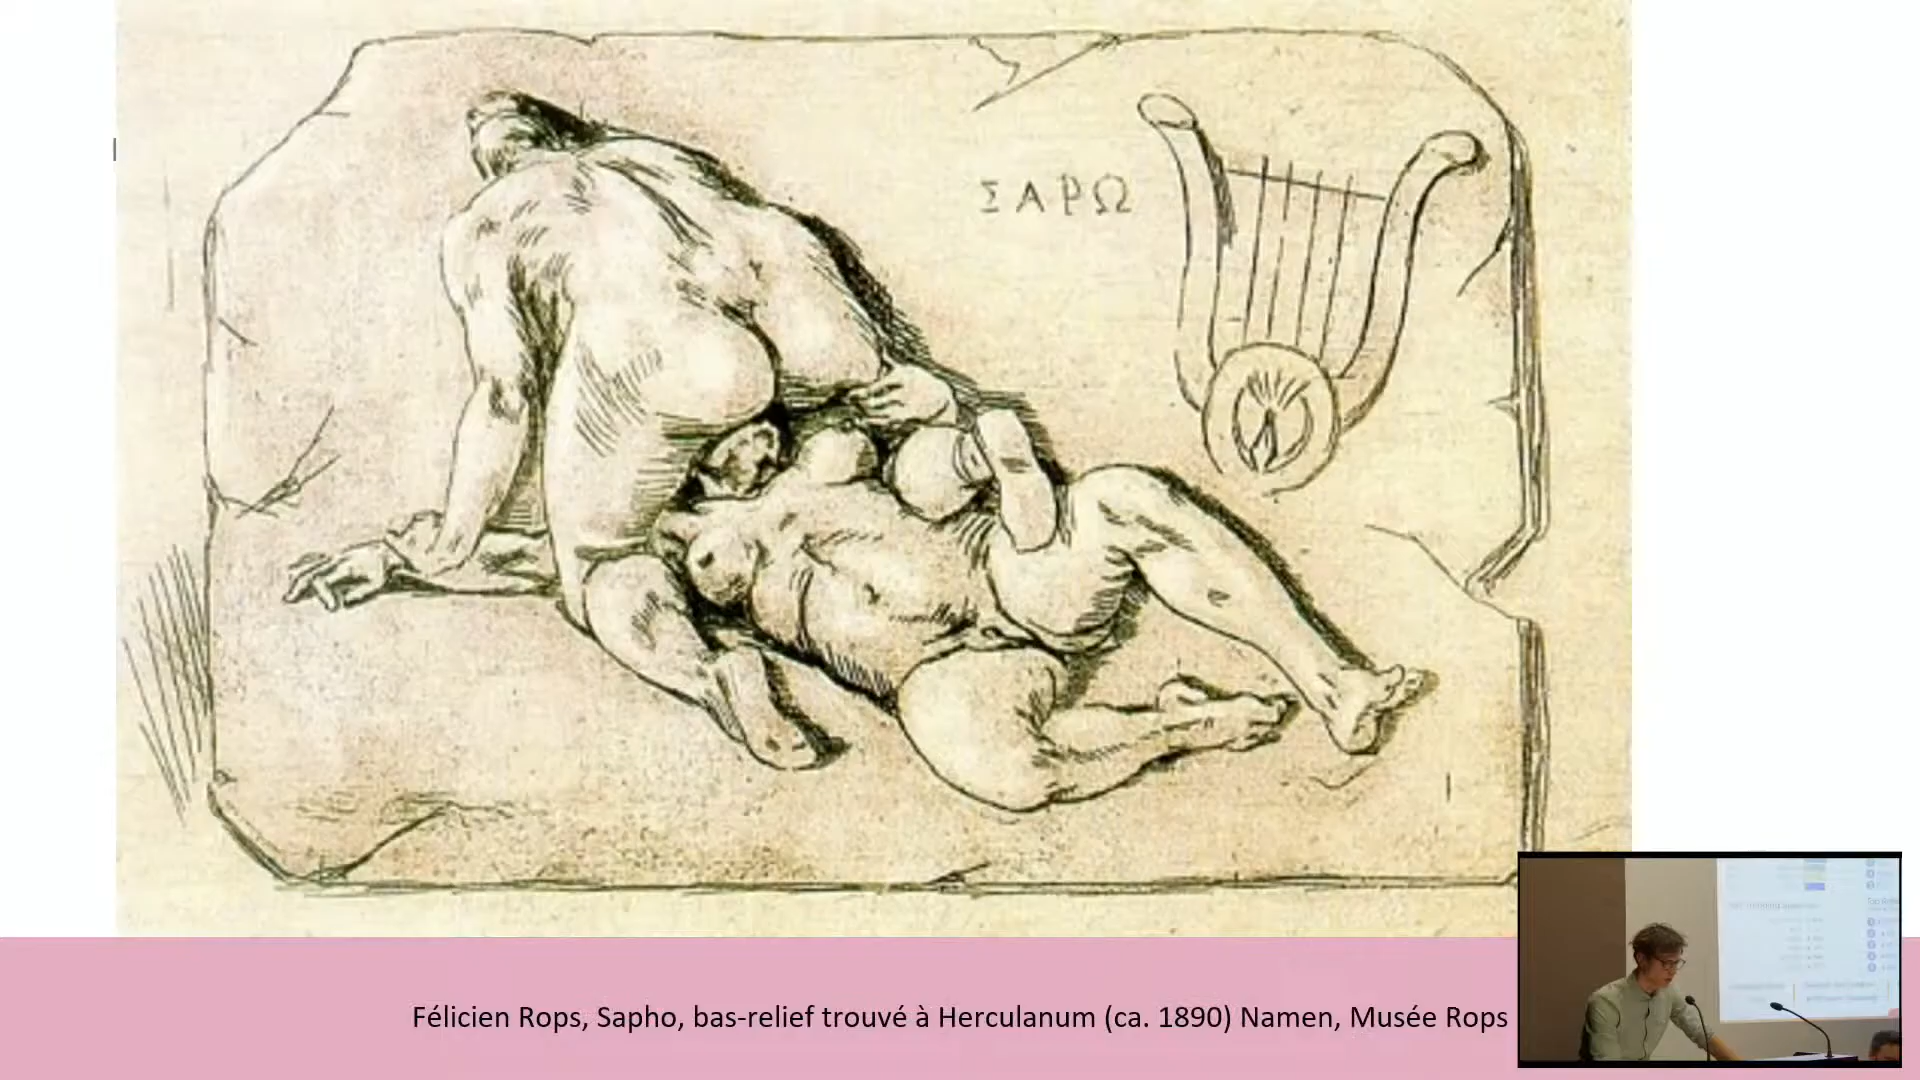 ΣΑΡΩ
Félicien Rops, Sapho, bas-relief trouvé à Herculanum (ca. 1890) Namen, Musée Rops